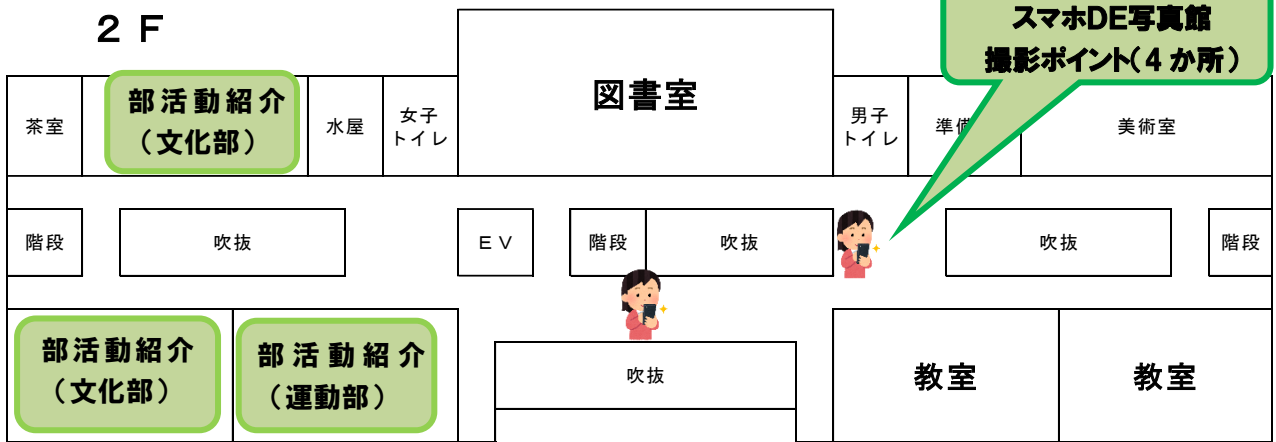 ２Ｆ
スマホDE写真館
撮影ポイント（４か所）
茶室
部活動紹介
（文化部）
水屋
女子
トイレ
図書室
男子
トイレ
準備
美術室
階段
吹抜
ＥＶ
階段
吹抜
吹抜
階段
部活動紹介
（文化部）
部活動紹介
（運動部）
吹抜
教室
教室